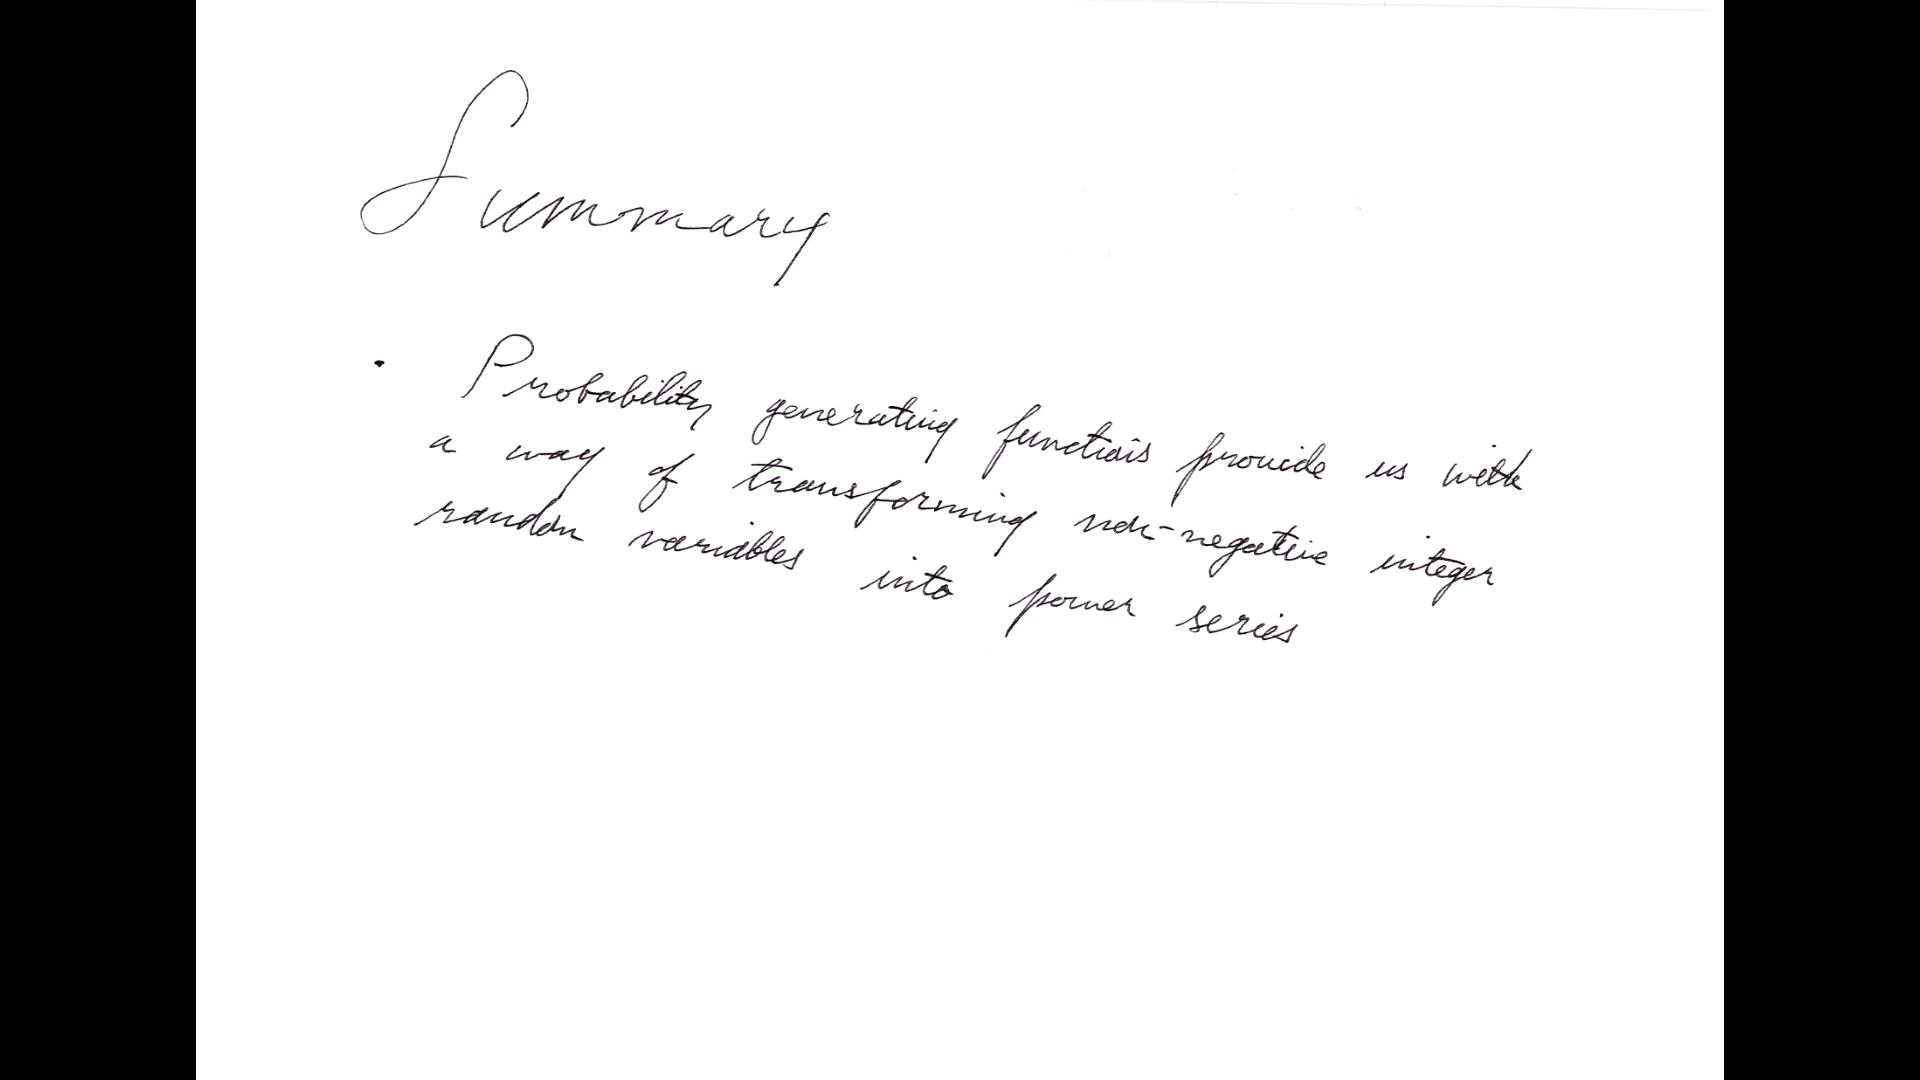 Summary
· Probability generating functions provide us with
a way of transforming non-negative integer
random variables into power series